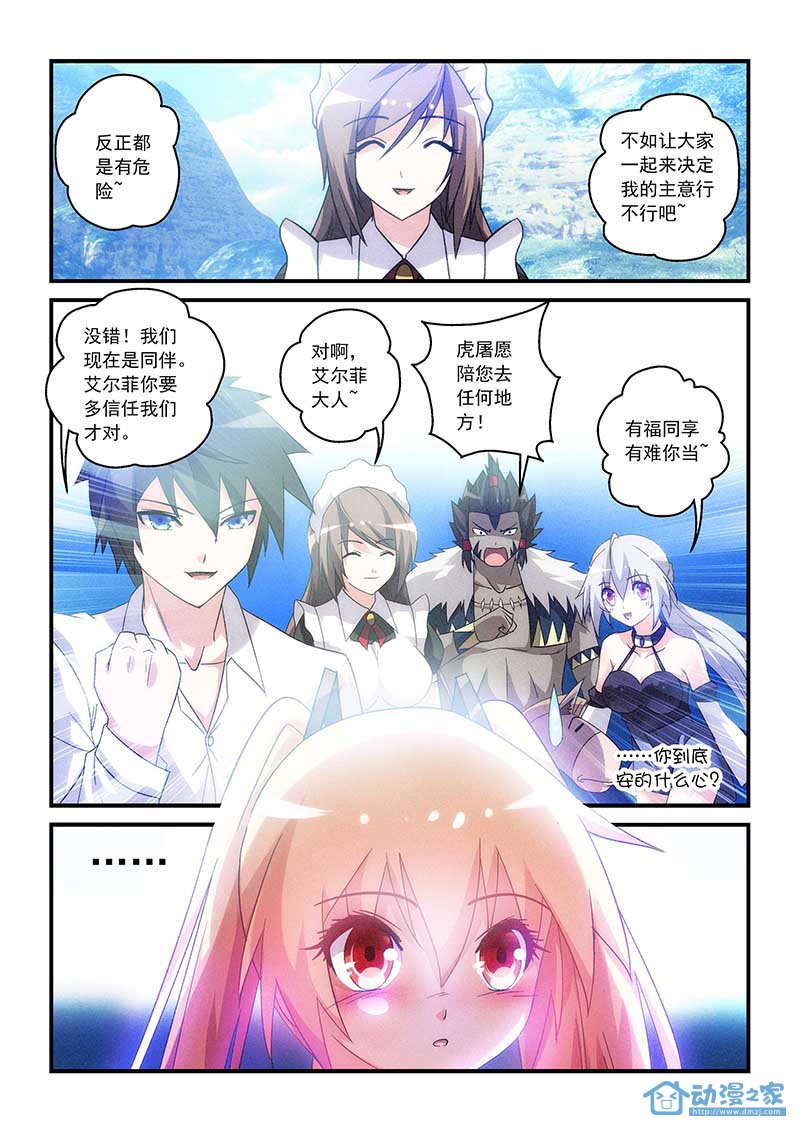 反正都
是有危
险~
不如让大家
一起来决定
我的主意行
不行吧~
没错！我们
现在是同伴。
艾尔菲你要
多信任我们
才对。
对啊，
艾尔菲
大人~
虎屠愿
陪您去
任何地
方！
有福同享
有难你当~
……你到底
安的什么心？
……
动漫之家
http://www.dmzj.com